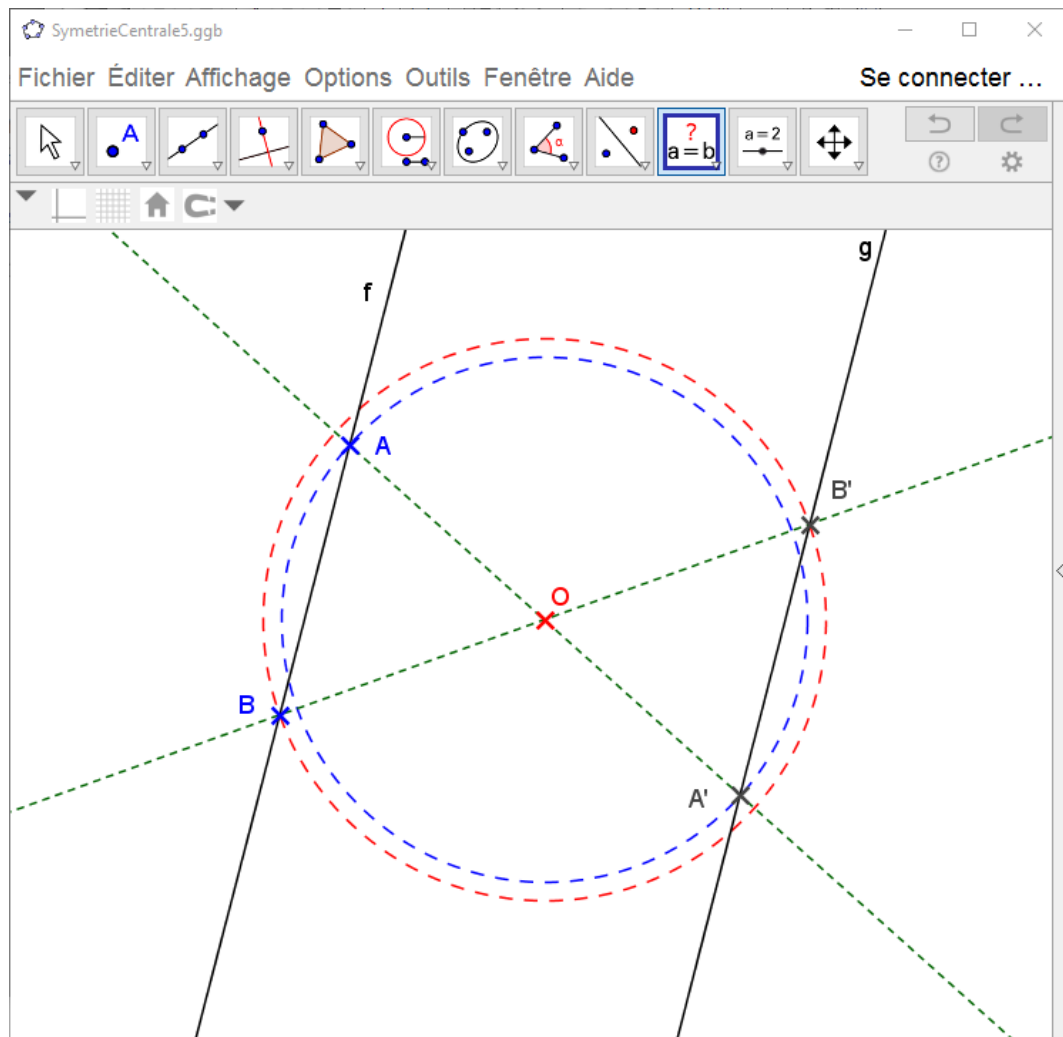 SymetrieCentrale5.ggb
Fichier Éditer Affichage Options Outils Fenêtre Aide Se connecter ...
A α ? a=b a=2
?
g
f
A
B'
O
B
A'